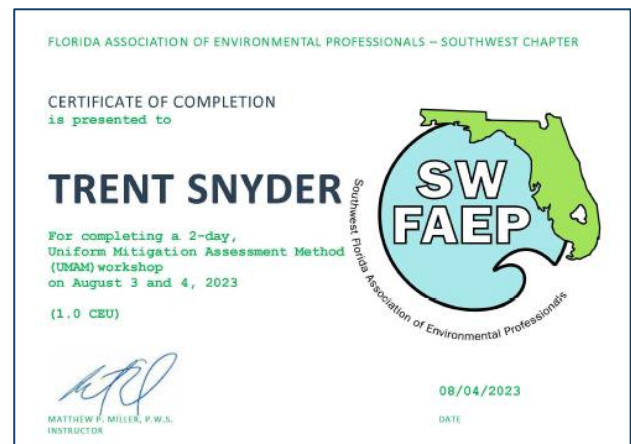 FLORIDA ASSOCIATION OF ENVIRONMENTAL PROFESSIONALS – SOUTHWEST CHAPTER
CERTIFICATE OF COMPLETION
is presented to
TRENT SNYDER
For completing a 2-day,
Uniform Mitigation Assessment Method
(UMAM)workshop
on August 3 and 4, 2023
(1.0 CEU)
SW
FAEP
Southwest Florida Association of Environmental Professionals
MATTHEW P. MILLER, P.W.S.
INSTRUCTOR
08/04/2023
DATE